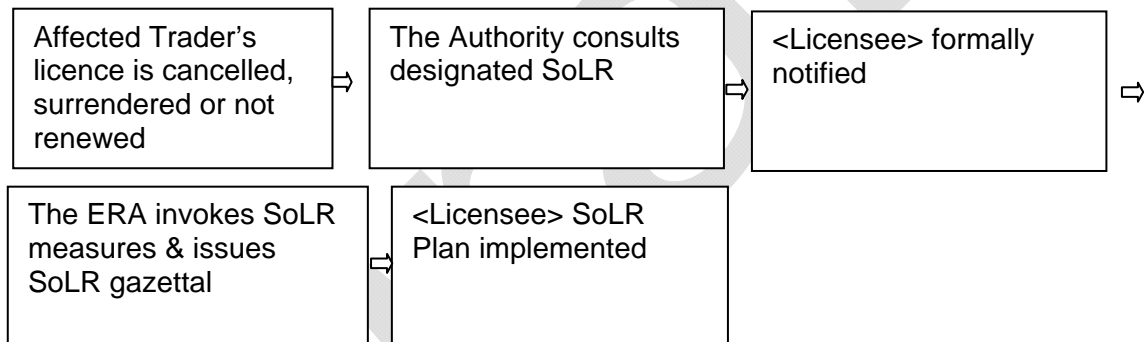 Affected Trader's
licence is cancelled,
surrendered or not
renewed
The Authority consults
designated SoLR
<Licensee> formally
notified
The ERA invokes SoLR
measures & issues
SoLR gazettal
<Licensee> SoLR
Plan implemented